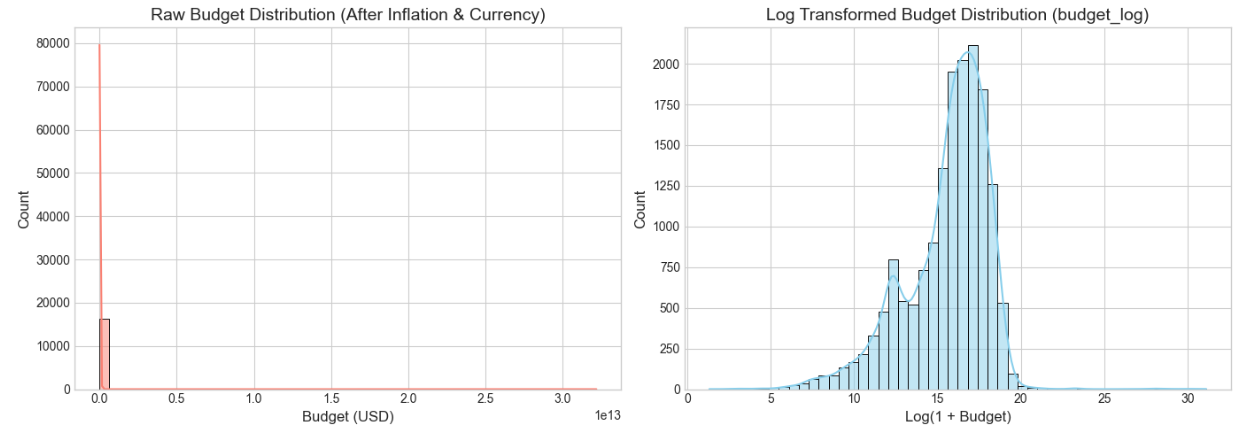 Raw Budget Distribution (After Inflation & Currency)
Count
80000
70000
60000
50000
40000
30000
20000
10000
0
0.0 0.5 1.0 1.5 2.0 2.5 3.0
1e13
Budget (USD)
Log Transformed Budget Distribution (budget_log)
Count
2000
1750
1500
1250
1000
750
500
250
0
0 5 10 15 20 25 30
Log(1 + Budget)